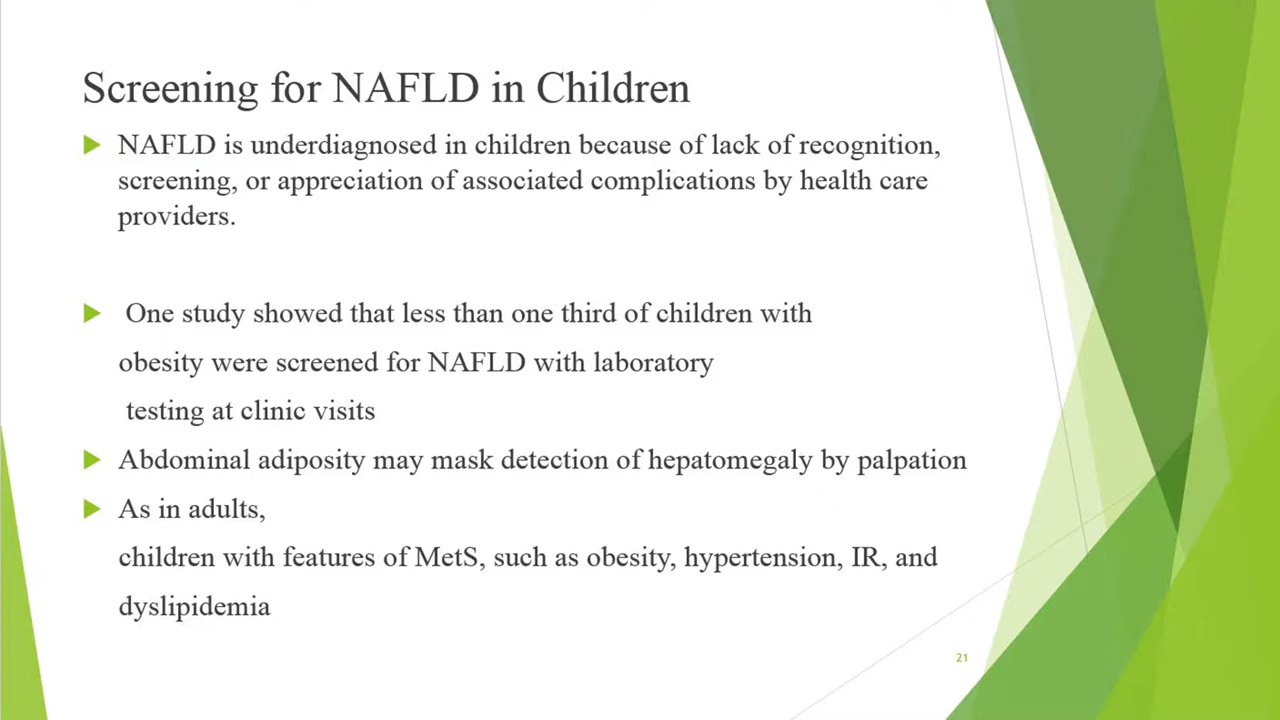 Screening for NAFLD in Children
NAFLD is underdiagnosed in children because of lack of recognition,
screening, or appreciation of associated complications by health care
providers.
One study showed that less than one third of children with
obesity were screened for NAFLD with laboratory
testing at clinic visits
Abdominal adiposity may mask detection of hepatomegaly by palpation
As in adults,
children with features of MetS, such as obesity, hypertension, IR, and
dyslipidemia
21